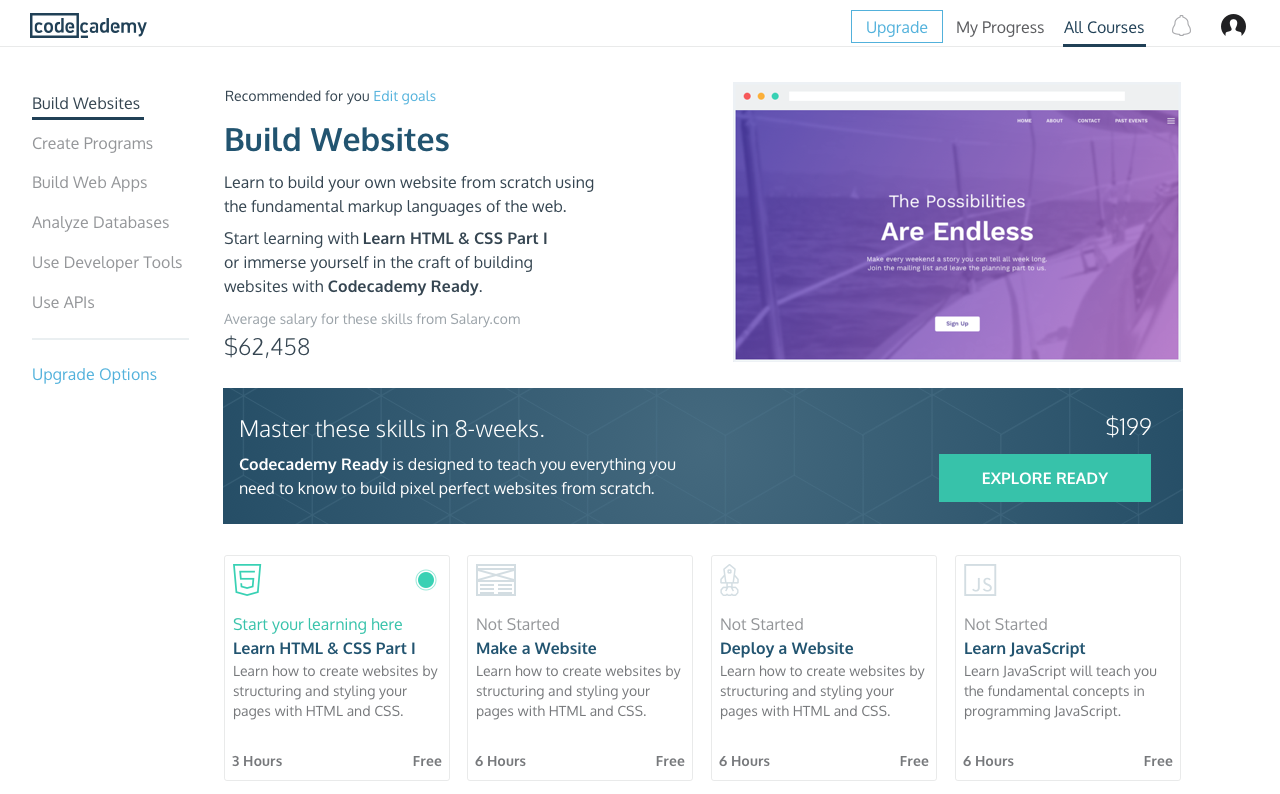 codecademy
Upgrade
My Progress
All Courses
Build Websites
Create Programs
Build Web Apps
Analyze Databases
Use Developer Tools
Use APIs
Upgrade Options
Recommended for you Edit goals
Build Websites
Learn to build your own website from scratch using
the fundamental markup languages of the web.
Start learning with Learn HTML & CSS Part I
or immerse yourself in the craft of building
websites with Codecademy Ready.
Average salary for these skills from Salary.com
$62,458
HOME ABOUT CONTACT PAST EVENTS
The Possibilities
Are Endless
Make every weekend a story you can tell all week long.
Join the mailing list and leave the planning part to us.
Sign Up
Master these skills in 8-weeks.
Codecademy Ready is designed to teach you everything you
need to know to build pixel perfect websites from scratch.
$199
EXPLORE READY
5
Start your learning here
Learn HTML & CSS Part I
Learn how to create websites by
structuring and styling your
pages with HTML and CSS.
3 Hours
Free
Not Started
Make a Website
Learn how to create websites by
structuring and styling your
pages with HTML and CSS.
6 Hours
Free
Not Started
Deploy a Website
Learn how to create websites by
structuring and styling your
pages with HTML and CSS.
6 Hours
Free
JS
Not Started
Learn JavaScript
Learn JavaScript will teach you
the fundamental concepts in
programming JavaScript.
6 Hours
Free